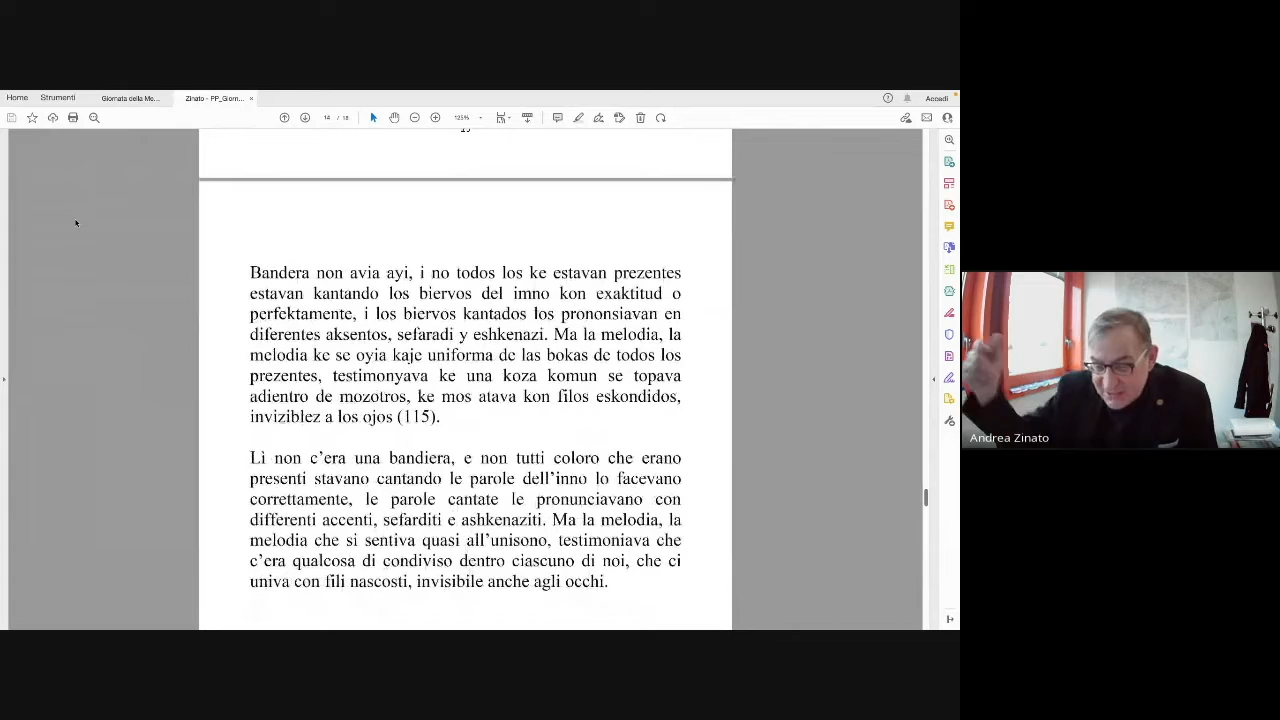 Home Strumenti Giornata della Me... Zinato - PP_Giorn... × Accedi
14 / 18 125%
Bandera non avia ayi, i no todos los ke estavan prezentes
estavan kantando los biervos del imno kon exaktitud o
perfektamente, i los biervos kantados los prononsiavan en
diferentes aksentos, sefaradi y eshkenazi. Ma la melodia, la
melodia ke se oyia kaje uniforma de las bokas de todos los
prezentes, testimonyava ke una koza komun se topava
adientro de mozotros, ke mos atava kon filos eskondidos,
inviziblez a los ojos (115).
Lì non c’era una bandiera, e non tutti coloro che erano
presenti stavano cantando le parole dell’inno lo facevano
correttamente, le parole cantate le pronunciavano con
differenti accenti, sefarditi e ashkenaziti. Ma la melodia, la
melodia che si sentiva quasi all’unisono, testimoniava che
c’era qualcosa di condiviso dentro ciascuno di noi, che ci
univa con fili nascosti, invisibile anche agli occhi.
Andrea Zinato